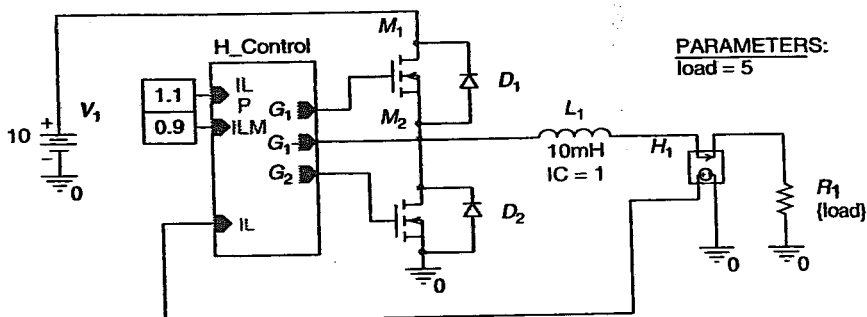 M1
H_Control
PARAMETERS:
load = 5
1.1
IL
P
D1
V1
G1
M2
L1
10
0.9
ILM
G1
10mH
H1
IC = 1
G2
0
R1
{load}
D2
IL
0
0
0